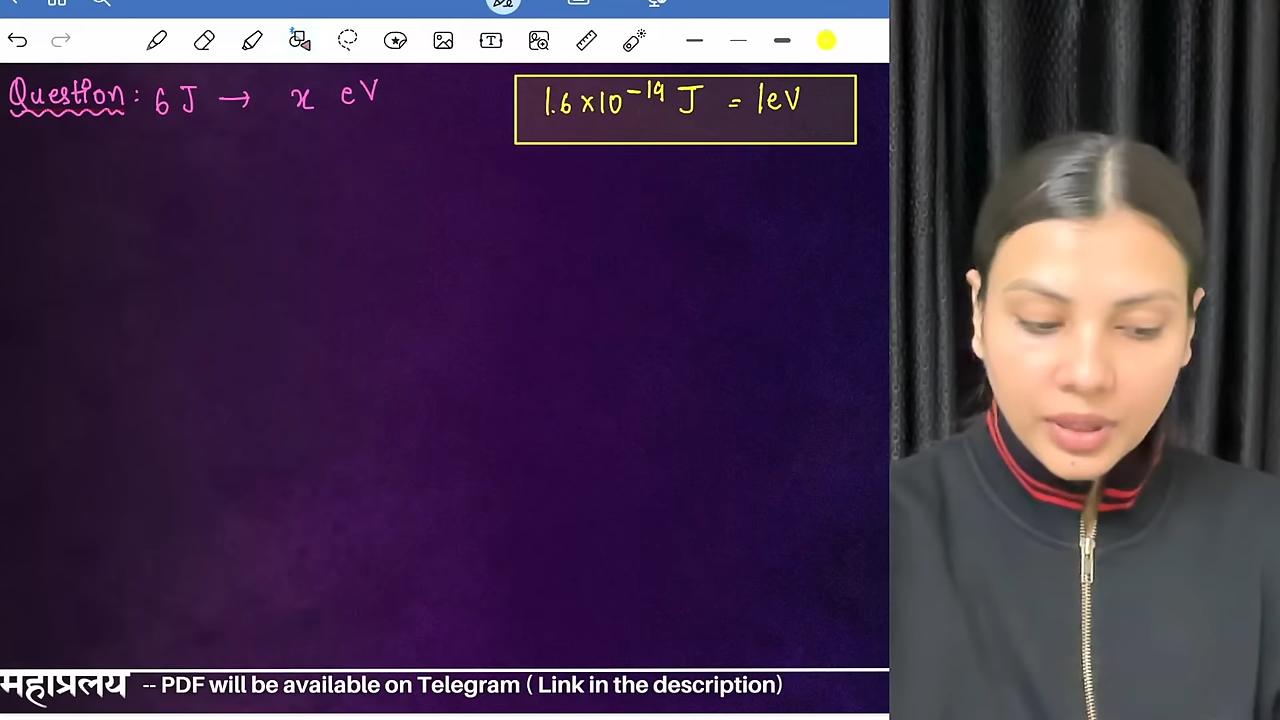 Question: 6 J → x eV
1.6×10⁻¹⁹ J = 1eV
महाप्रलय -- PDF will be available on Telegram ( Link in the description)